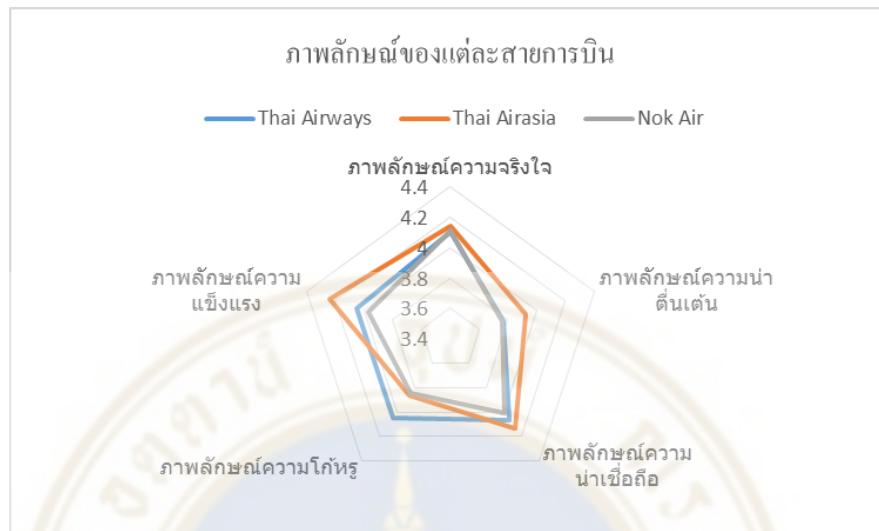 ภาพลักษณ์ของแต่ละสายการบิน
Thai Airways Thai Airasia Nok Air
ภาพลักษณ์ความจริงใจ
4.4
4.2
4
3.8
3.6
3.4
ภาพลักษณ์ความน่า
ตื่นเต้น
ภาพลักษณ์ความ
น่าเชื่อถือ
ภาพลักษณ์ความโก้หรู
ภาพลักษณ์ความ
แข็งแรง